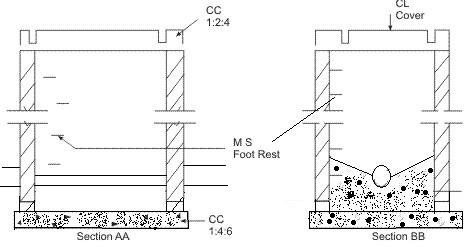 CC
1:2:4
CL
Cover
M S
Foot Rest
CC
1:4:6
Section AA
Section BB